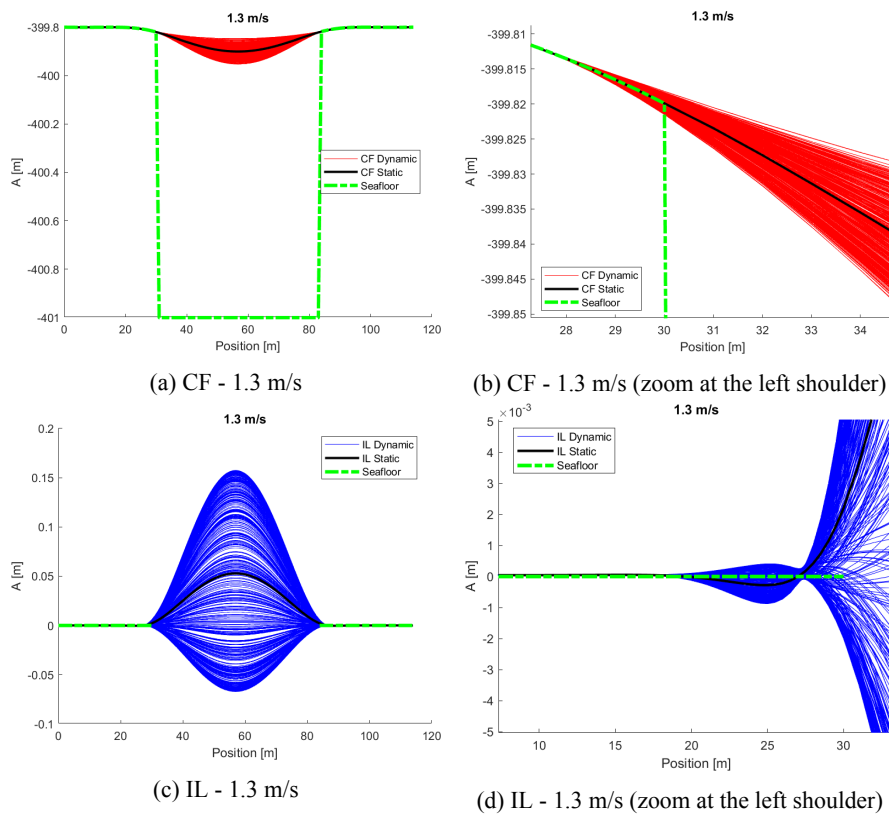 1.3 m/s
-399.8
-400
-400.2
-400.4
-400.6
-400.8
-401
A [m]
0 20 40 60 80 100 120
Position [m]
CF Dynamic
CF Static
Seafloor
(a) CF - 1.3 m/s
1.3 m/s
-399.81
-399.815
-399.82
-399.825
-399.83
-399.835
-399.84
-399.845
-399.85
A [m]
28 29 30 31 32 33 34
Position [m]
CF Dynamic
CF Static
Seafloor
(b) CF - 1.3 m/s (zoom at the left shoulder)
1.3 m/s
0.2
0.15
0.1
0.05
0
-0.05
-0.1
A [m]
0 20 40 60 80 100 120
Position [m]
IL Dynamic
IL Static
Seafloor
(c) IL - 1.3 m/s
1.3 m/s
×10⁻³
5
4
3
2
1
0
-1
-2
-3
-4
-5
A [m]
10 15 20 25 30
Position [m]
IL Dynamic
IL Static
Seafloor
(d) IL - 1.3 m/s (zoom at the left shoulder)